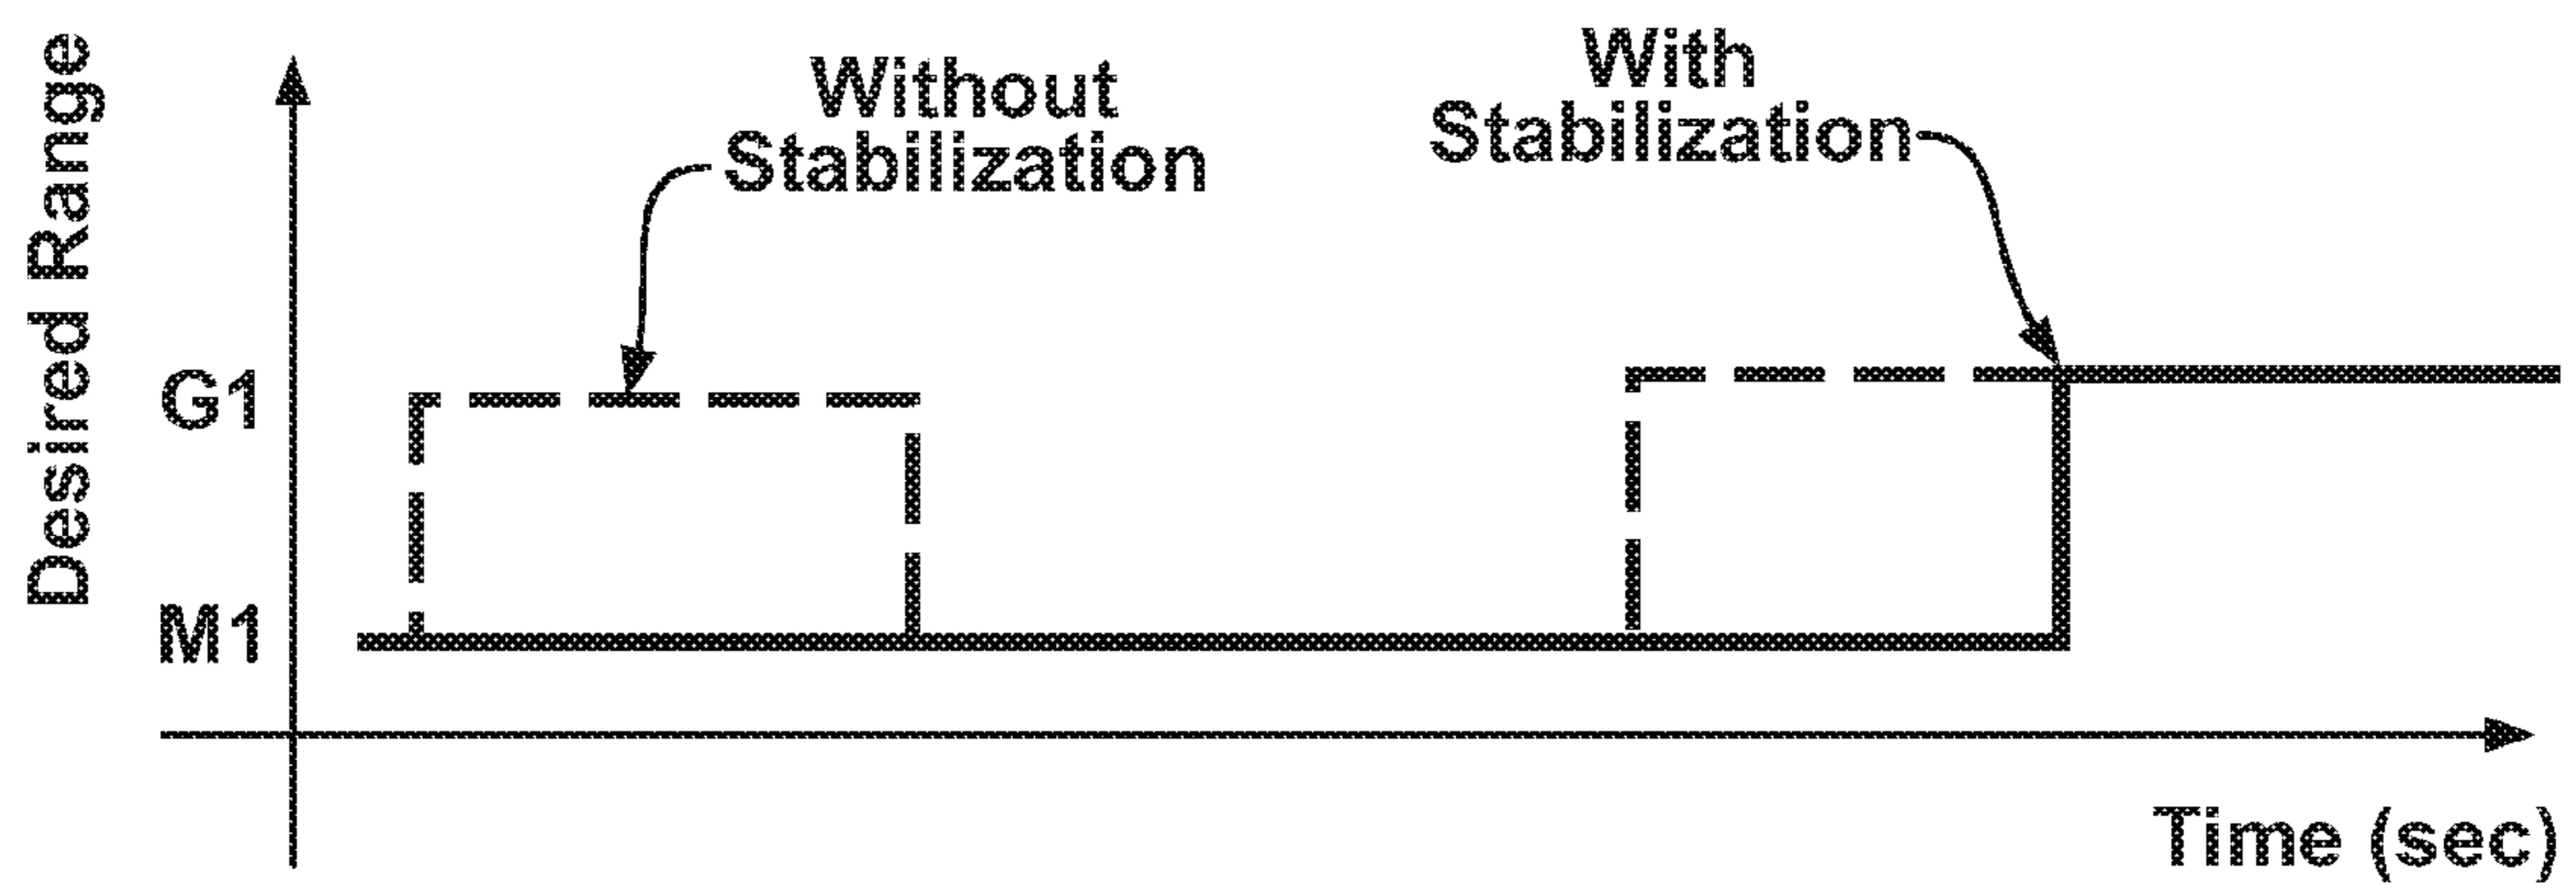 Desired Range
Without
Stabilization
With
Stabilization
G1
M1
Time (sec)